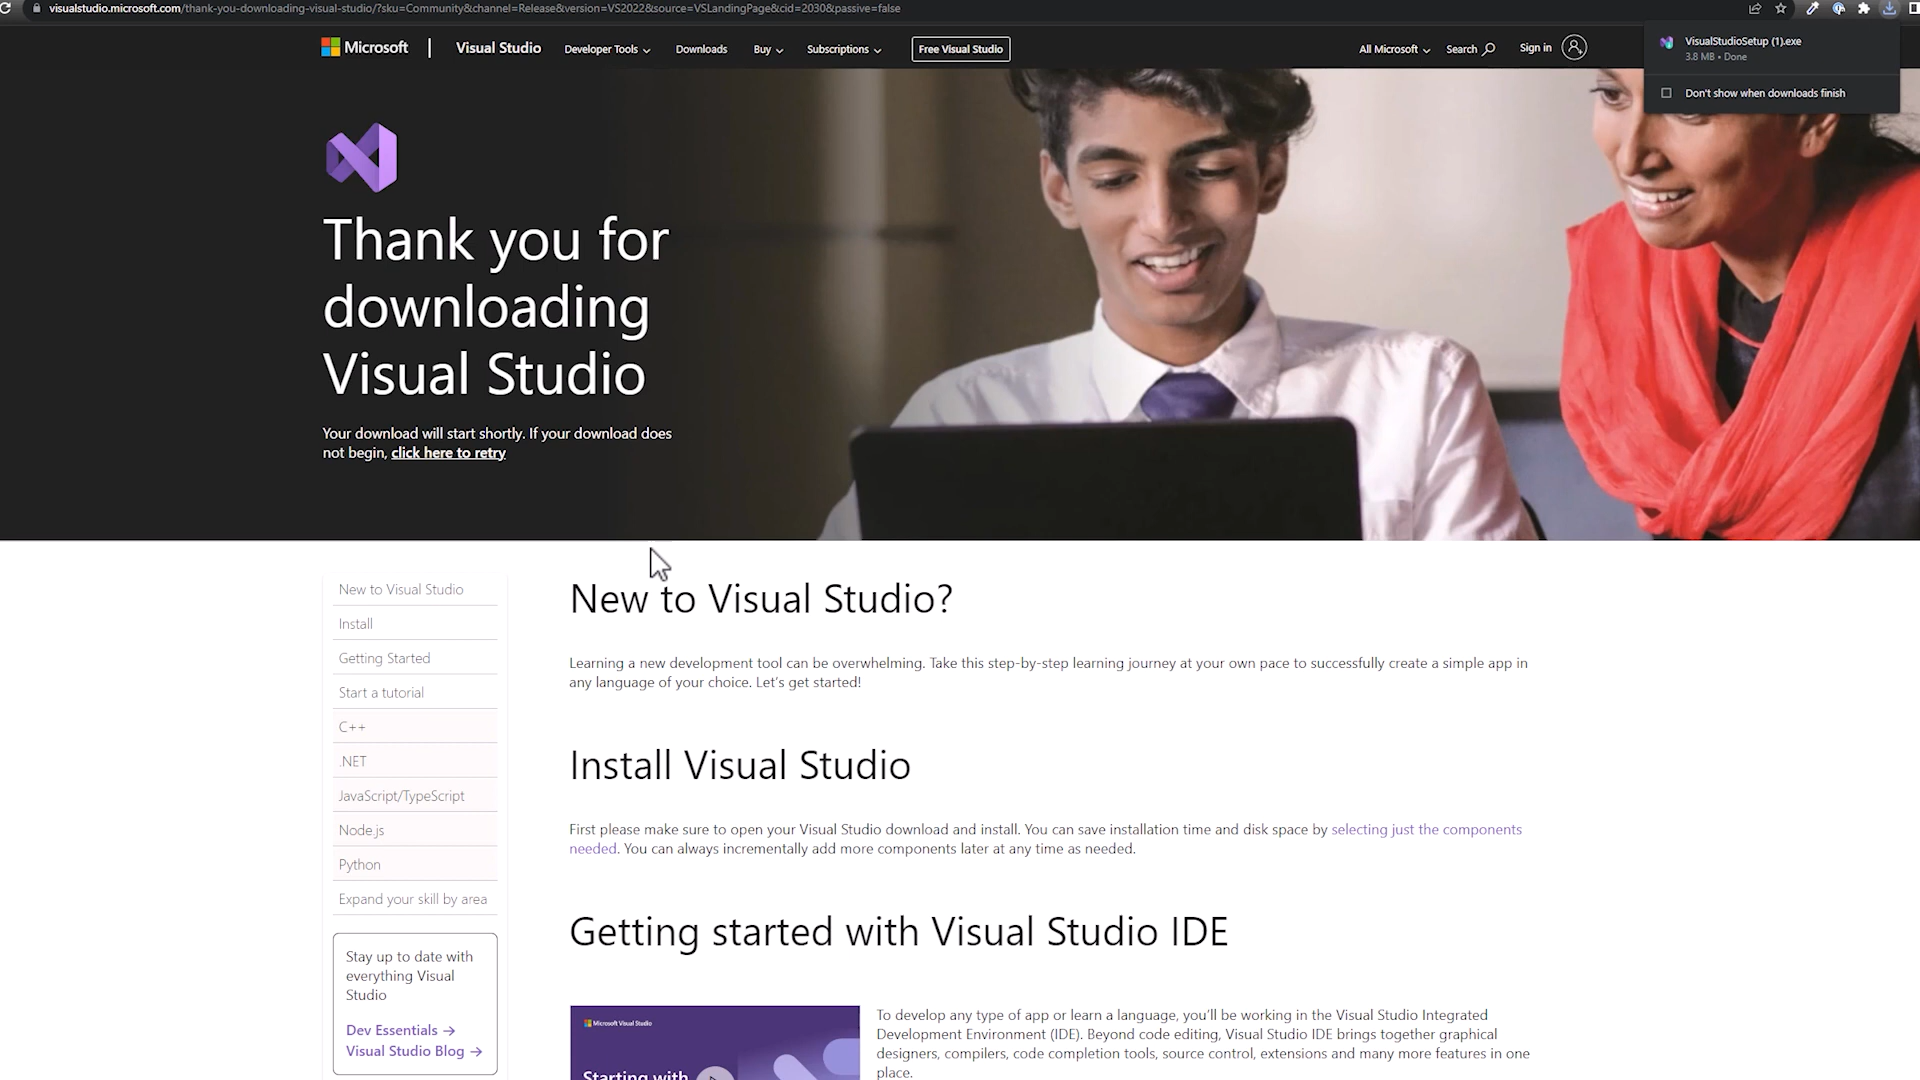 visualstudio.microsoft.com/thank-you-downloading-visual-studio/?sku=Community&channel=Release&version=VS2022&source=VSLandingPage&cid=2030&passive=false
Microsoft
Visual Studio
Developer Tools
Downloads
Buy
Subscriptions
Free Visual Studio
All Microsoft
Search
Sign in
VisualStudioSetup (1).exe
3.8 MB • Done
Don't show when downloads finish
Thank you for
downloading
Visual Studio
Your download will start shortly. If your download does
not begin, click here to retry
New to Visual Studio
Install
Getting Started
Start a tutorial
C++
.NET
JavaScript/TypeScript
Node.js
Python
Expand your skill by area
Stay up to date with
everything Visual
Studio
Dev Essentials →
Visual Studio Blog →
New to Visual Studio?
Learning a new development tool can be overwhelming. Take this step-by-step learning journey at your own pace to successfully create a simple app in
any language of your choice. Let's get started!
Install Visual Studio
First please make sure to open your Visual Studio download and install. You can save installation time and disk space by selecting just the components
needed. You can always incrementally add more components later at any time as needed.
Getting started with Visual Studio IDE
Microsoft Visual Studio
Starting with
To develop any type of app or learn a language, you'll be working in the Visual Studio Integrated
Development Environment (IDE). Beyond code editing, Visual Studio IDE brings together graphical
designers, compilers, code completion tools, source control, extensions and many more features in one
place.